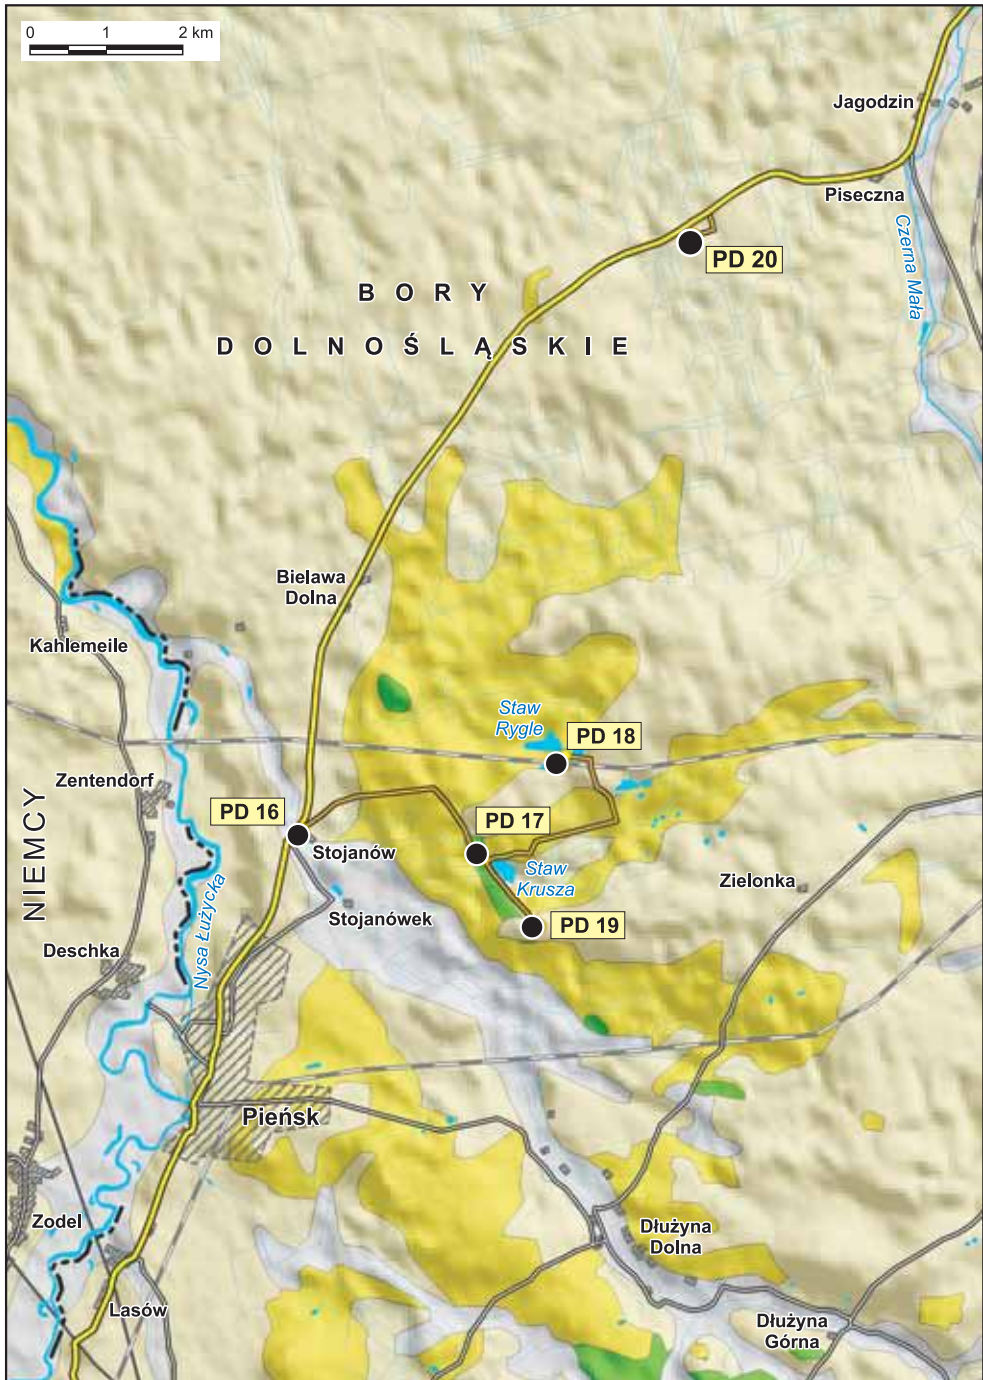 0 1 2 km
Jagodzin
Piseczna
Czerna Mała
PD 20
BORY
DOLNOŚLĄSKIE
Bielawa
Dolna
Kahlemeile
Staw
Rygle
PD 18
Zentendorf
NIEMCY
PD 16
PD 17
Stojanów
Staw
Krusza
Zielonka
Nysa Łużycka
Stojanówek
PD 19
Deschka
Pieńsk
Zodel
Dłużyna
Dolna
Lasów
Dłużyna
Górna